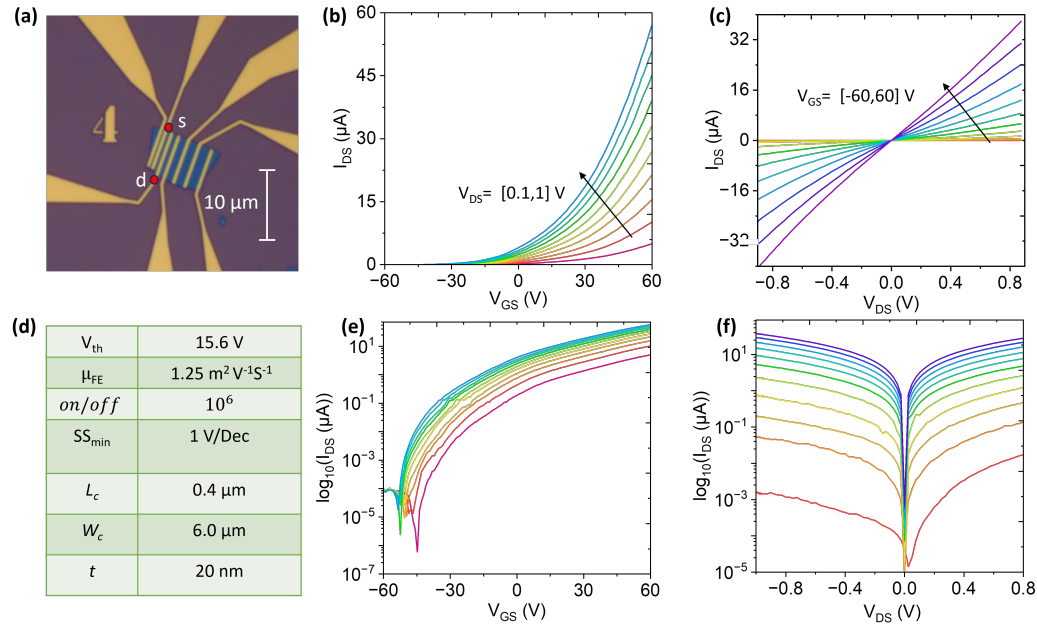 (a)
4
s
d
10 μm
(b)
60
45
30
15
0
I_DS (μA)
V_DS= [0.1,1] V
−60 −30 0 30 60
V_GS (V)
(c)
32
16
0
−16
−32
I_DS (μA)
V_GS= [-60,60] V
−0.8 −0.4 0.0 0.4 0.8
V_DS (V)
(d)
V_th 15.6 V
μ_FE 1.25 m² V⁻¹S⁻¹
on/off 10⁶
SS_min 1 V/Dec
L_c 0.4 μm
W_c 6.0 μm
t 20 nm
(e)
10¹
10⁻¹
10⁻³
10⁻⁵
10⁻⁷
log₁₀(I_DS (μA))
−60 −30 0 30 60
V_GS (V)
(f)
10¹
10⁻¹
10⁻³
10⁻⁵
log₁₀(I_DS (μA))
−0.8 −0.4 0.0 0.4 0.8
V_DS (V)